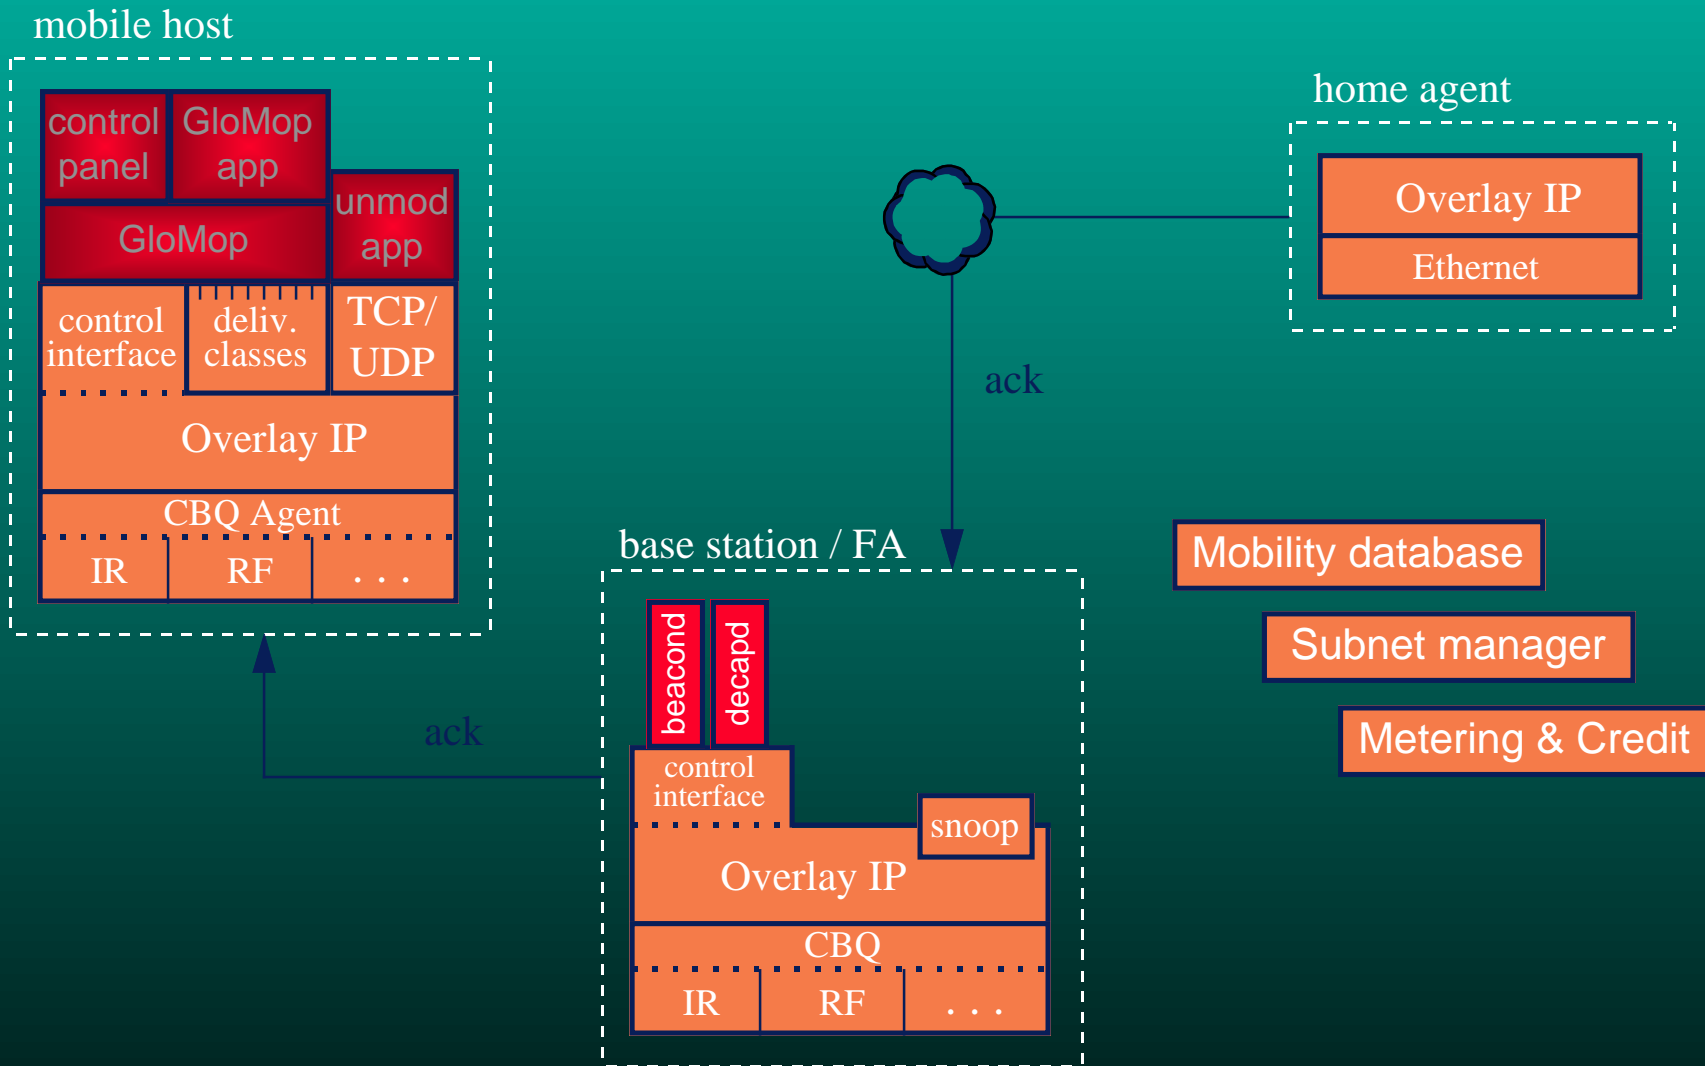 mobile host
control
panel
GloMop
app
GloMop
unmod
app
control
interface
deliv.
classes
TCP/
UDP
Overlay IP
CBQ Agent
IR
RF
. . .
home agent
Overlay IP
Ethernet
ack
base station / FA
beacond
decapd
control
interface
snoop
Overlay IP
CBQ
IR
RF
. . .
ack
Mobility database
Subnet manager
Metering & Credit